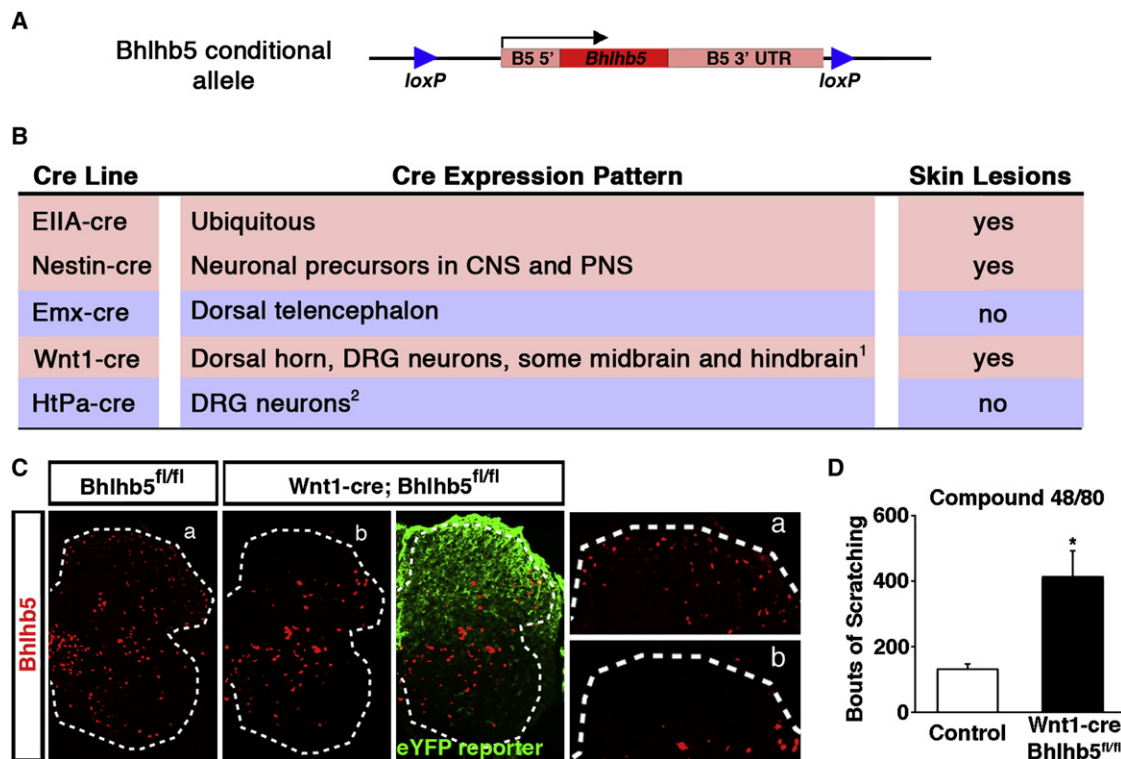 A
Bhlhb5 conditional
allele
loxP
B5 5'
Bhlhb5
B5 3' UTR
loxP
B
Cre Line Cre Expression Pattern Skin Lesions
EIIA-cre Ubiquitous yes
Nestin-cre Neuronal precursors in CNS and PNS yes
Emx-cre Dorsal telencephalon no
Wnt1-cre Dorsal horn, DRG neurons, some midbrain and hindbrain¹ yes
HtPa-cre DRG neurons² no
C
Bhlhb5fl/fl
Wnt1-cre; Bhlhb5fl/fl
Bhlhb5
a
b
eYFP reporter
a
b
D
Compound 48/80
Bouts of Scratching
600
400
200
0
*
Control
Wnt1-cre
Bhlhb5fl/fl